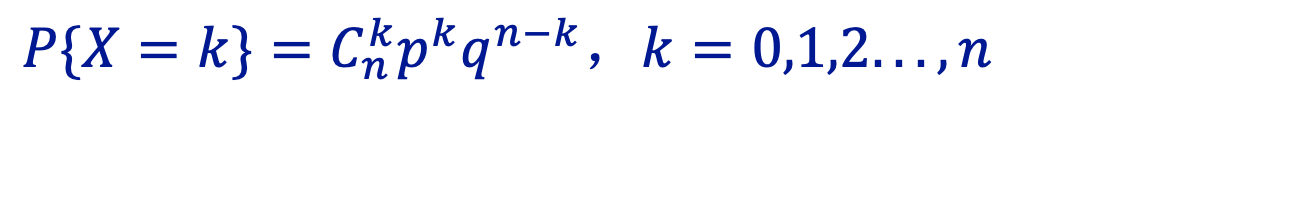 P{X = k} = C_n^k p^k q^{n−k}, k = 0,1,2...,n